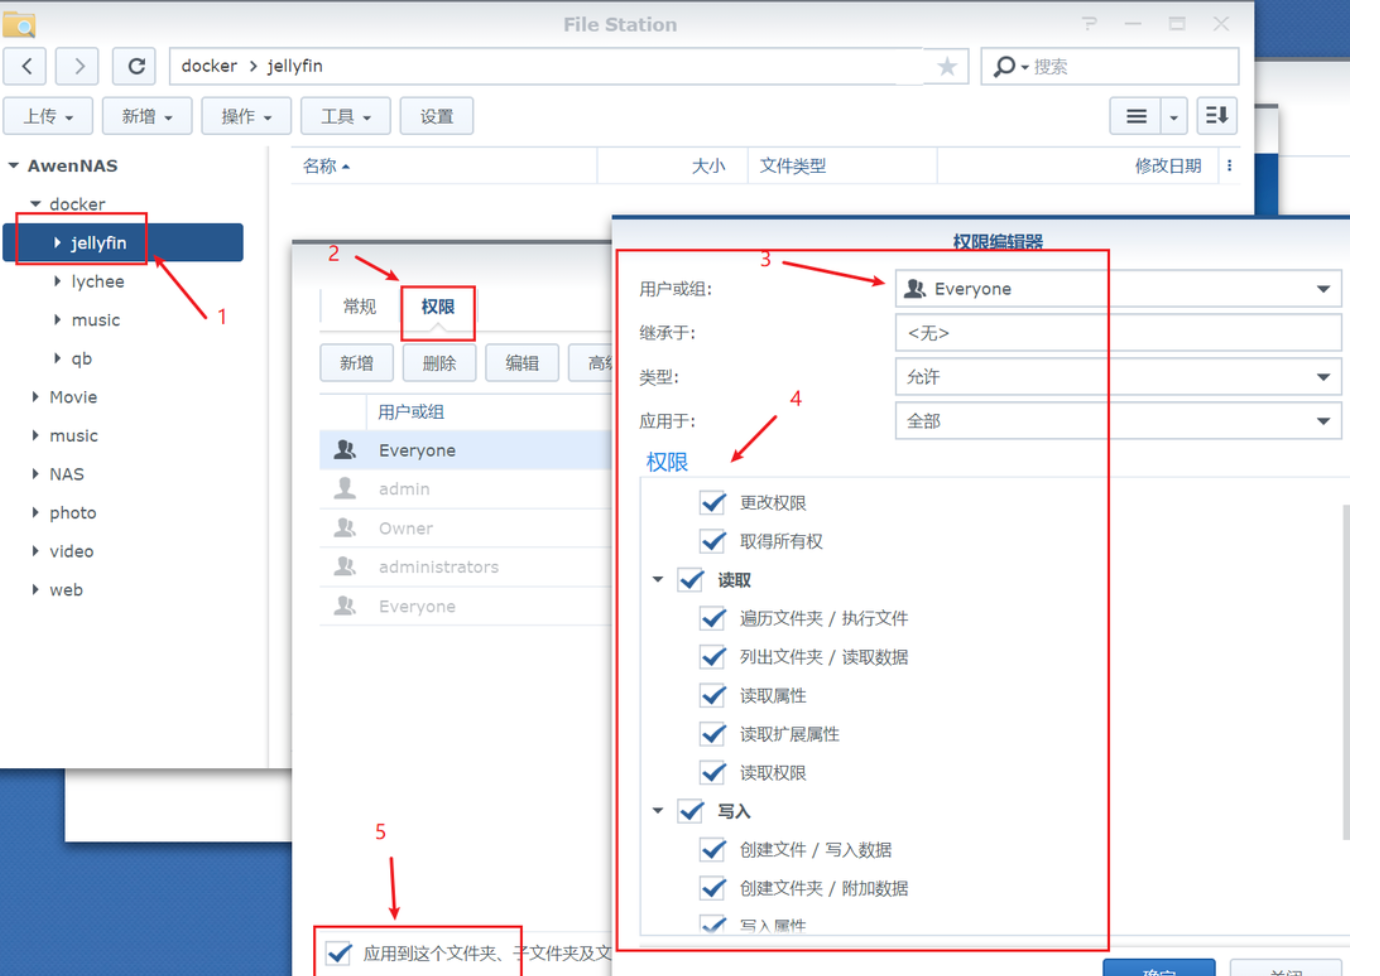 File Station
docker > jellyfin
搜索
上传
新增
操作
工具
设置
AwenNAS
名称
大小
文件类型
修改日期
docker
jellyfin
lychee
music
qb
Movie
music
NAS
photo
video
web
1
2
常规
权限
新增
删除
编辑
用户或组
Everyone
admin
Owner
administrators
Everyone
5
应用到这个文件夹、子文件夹及文
权限编辑器
3
用户或组:
Everyone
继承于:
<无>
类型:
允许
4
应用于:
全部
权限
更改权限
取得所有权
读取
遍历文件夹 / 执行文件
列出文件夹 / 读取数据
读取属性
读取扩展属性
读取权限
写入
创建文件 / 写入数据
创建文件夹 / 附加数据
写入属性
确定
关闭